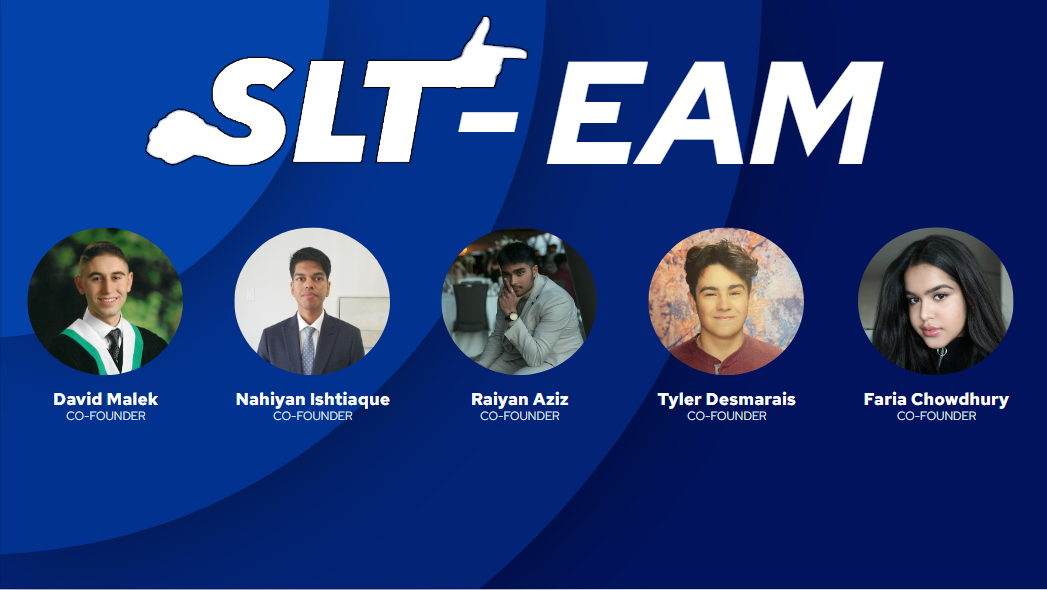 SLT-EAM
David Malek
CO-FOUNDER
Nahiyan Ishtiaque
CO-FOUNDER
Raiyan Aziz
CO-FOUNDER
Tyler Desmarais
CO-FOUNDER
Faria Chowdhury
CO-FOUNDER